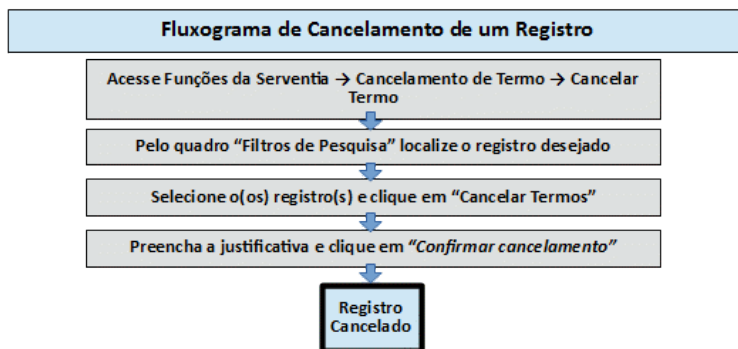 Fluxograma de Cancelamento de um Registro
Acesse Funções da Serventia → Cancelamento de Termo → Cancelar
Termo
Pelo quadro “Filtros de Pesquisa” localize o registro desejado
Selecione o(os) registro(s) e clique em “Cancelar Termos”
Preencha a justificativa e clique em “Confirmar cancelamento”
Registro
Cancelado